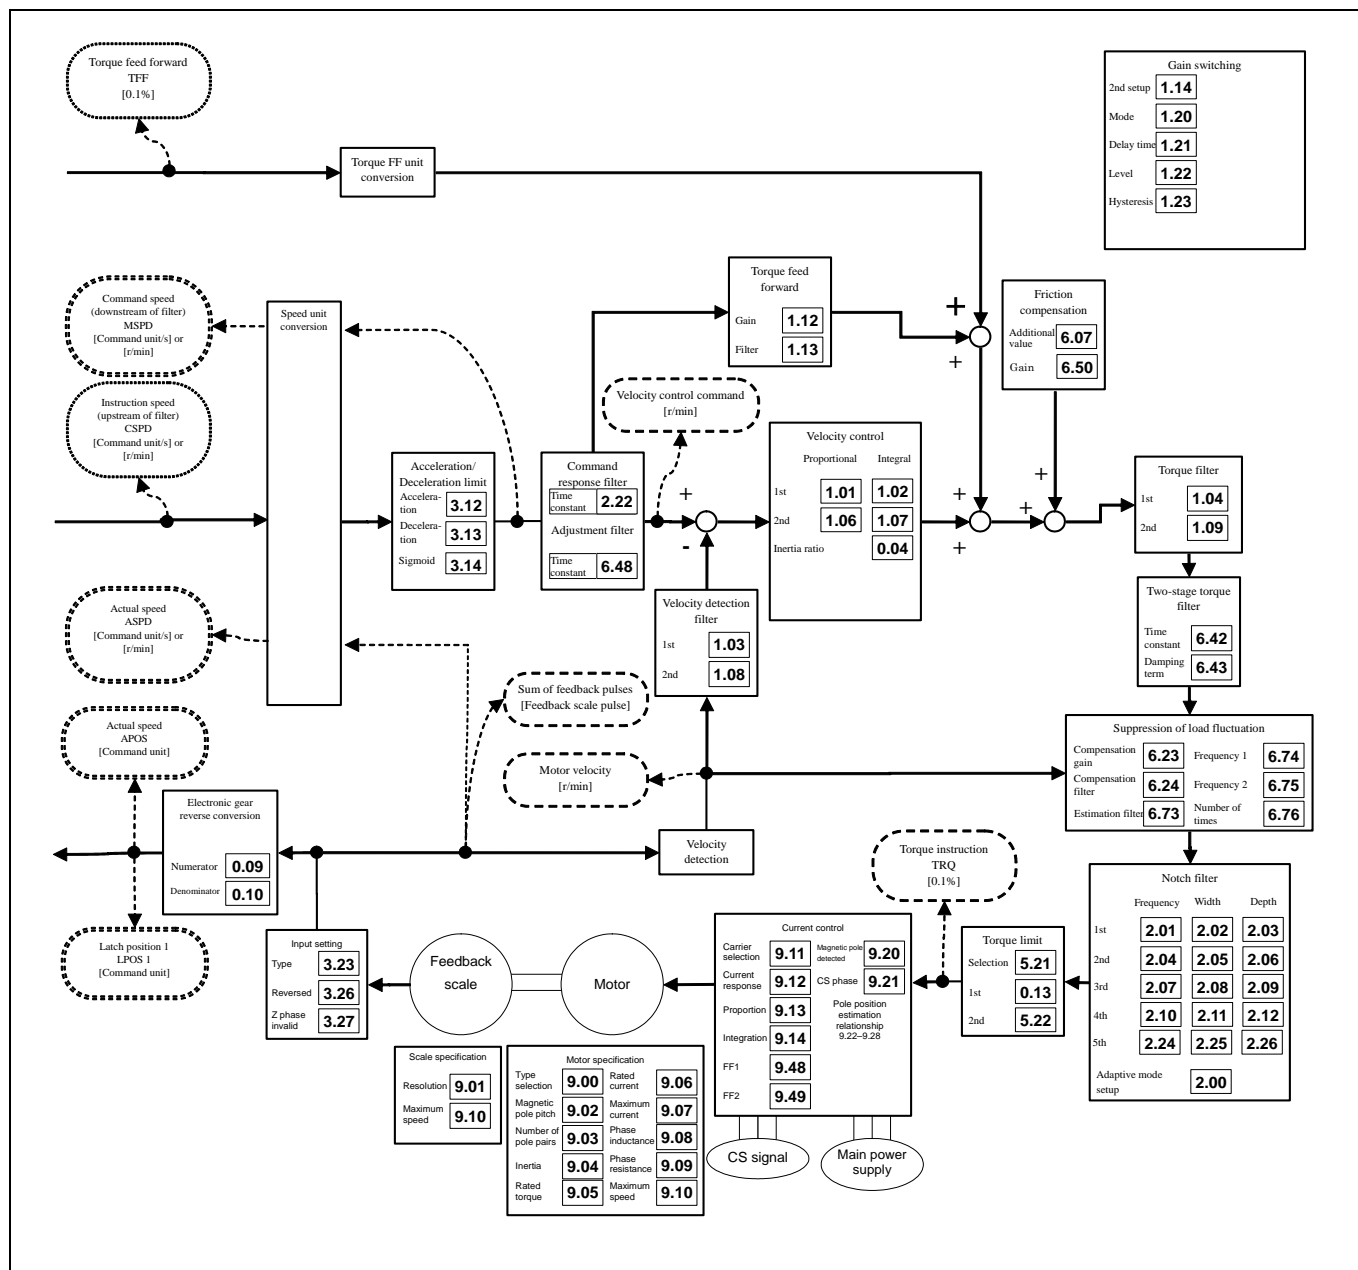 Torque feed forward
TFF
[0.1%]
Torque FF unit
conversion
Gain switching
2nd setup 1.14
Mode 1.20
Delay time 1.21
Level 1.22
Hysteresis 1.23
Command speed
(downstream of filter)
MSPD
[Command unit/s] or
[r/min]
Instruction speed
(upstream of filter)
CSPD
[Command unit/s] or
[r/min]
Speed unit
conversion
Actual speed
ASPD
[Command unit/s] or
[r/min]
Acceleration/
Deceleration limit
Accelera-
tion 3.12
Decelera-
tion 3.13
Sigmoid 3.14
Command
response filter
Time
constant 2.22
Adjustment filter
Time
constant 6.48
Torque feed
forward
Gain 1.12
Filter 1.13
Velocity control command
[r/min]
+
-
Velocity control
Proportional Integral
1st 1.01 1.02
2nd 1.06 1.07
Inertia ratio 0.04
+
+
+
+
Friction
compensation
Additional
value 6.07
Gain 6.50
+
+
Torque filter
1st 1.04
2nd 1.09
Two-stage torque
filter
Time
constant 6.42
Damping
term 6.43
Velocity detection
filter
1st 1.03
2nd 1.08
Sum of feedback pulses
[Feedback scale pulse]
Motor velocity
[r/min]
Velocity
detection
Suppression of load fluctuation
Compensation
gain 6.23 Frequency 1 6.74
Compensation
filter 6.24 Frequency 2 6.75
Estimation filter 6.73 Number of
times 6.76
Actual speed
APOS
[Command unit]
Electronic gear
reverse conversion
Numerator 0.09
Denominator 0.10
Latch position 1
LPOS 1
[Command unit]
Input setting
Type 3.23
Reversed 3.26
Z phase
invalid 3.27
Feedback
scale
Motor
Torque instruction
TRQ
[0.1%]
Current control
Carrier
selection 9.11
Current
response 9.12
Proportion 9.13
Integration 9.14
FF1 9.48
FF2 9.49
Magnetic pole
detected 9.20
CS phase 9.21
Pole position
estimation
relationship
9.22–9.28
Torque limit
Selection 5.21
1st 0.13
2nd 5.22
Notch filter
Frequency Width Depth
1st 2.01 2.02 2.03
2nd 2.04 2.05 2.06
3rd 2.07 2.08 2.09
4th 2.10 2.11 2.12
5th 2.24 2.25 2.26
Adaptive mode
setup 2.00
Scale specification
Resolution 9.01
Maximum
speed 9.10
Motor specification
Type
selection 9.00 Rated
current 9.06
Magnetic
pole pitch 9.02 Maximum
current 9.07
Number of
pole pairs 9.03 Phase
inductance 9.08
Inertia 9.04 Phase
resistance 9.09
Rated
torque 9.05 Maximum
speed 9.10
CS signal
Main power
supply